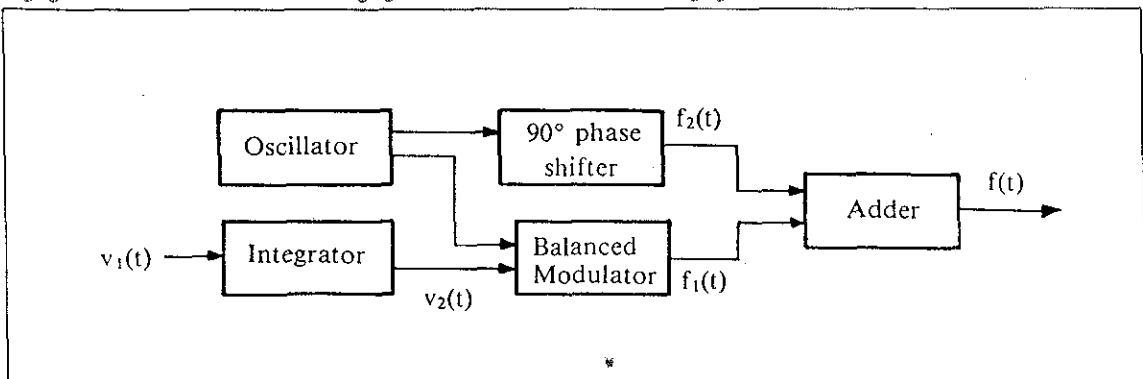 Oscillator
90° phase
shifter
f₂(t)
v₁(t)
Integrator
v₂(t)
Balanced
Modulator
f₁(t)
Adder
f(t)